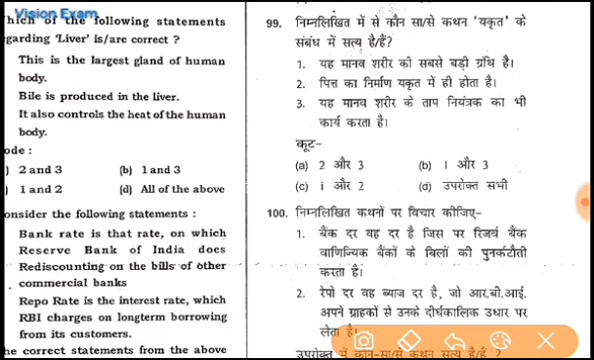 Vision Exam
hich of the following statements
garding 'Liver' is/are correct ?
This is the largest gland of human
body.
Bile is produced in the liver.
It also controls the heat of the human
body.
ode :
) 2 and 3 (b) 1 and 3
) 1 and 2 (d) All of the above
onsider the following statements :
Bank rate is that rate, on which
Reserve Bank of India does
Rediscounting on the bills of other
commercial banks
Repo Rate is the interest rate, which
RBI charges on longterm borrowing
from its customers.
he correct statements from the above
99. निम्नलिखित में से कौन सा/से कथन 'यकृत' के
संबंध में सत्य है/हैं?
1. यह मानव शरीर की सबसे बड़ी ग्रंथि है।
2. पित्त का निर्माण यकृत में ही होता है।
3. यह मानव शरीर के ताप नियंत्रक का भी
कार्य करता है।
कूट-
(a) 2 और 3 (b) 1 और 3
(c) 1 और 2 (d) उपरोक्त सभी
100. निम्नलिखित कथनों पर विचार कीजिए-
1. बैंक दर वह दर है जिस पर रिजर्व बैंक
वाणिज्यिक बैंकों के बिलों की पुनर्कटौती
करता है।
2. रेपो दर वह ब्याज दर है, जो आर.बी.आई.
अपने ग्राहकों से उनके दीर्घकालिक उधार पर
लेता है।
उपरोक्त में कौन-सा/से कथन सत्य है/हैं ?